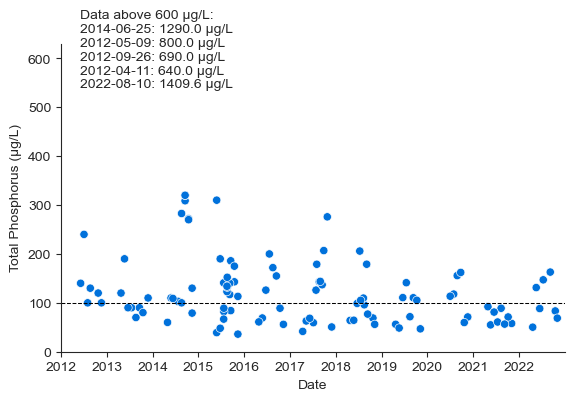 Data above 600 µg/L:
2014-06-25: 1290.0 µg/L
2012-05-09: 800.0 µg/L
2012-09-26: 690.0 µg/L
2012-04-11: 640.0 µg/L
2022-08-10: 1409.6 µg/L
600
500
400
300
200
100
0
Total Phosphorus (µg/L)
2012 2013 2014 2015 2016 2017 2018 2019 2020 2021 2022
Date